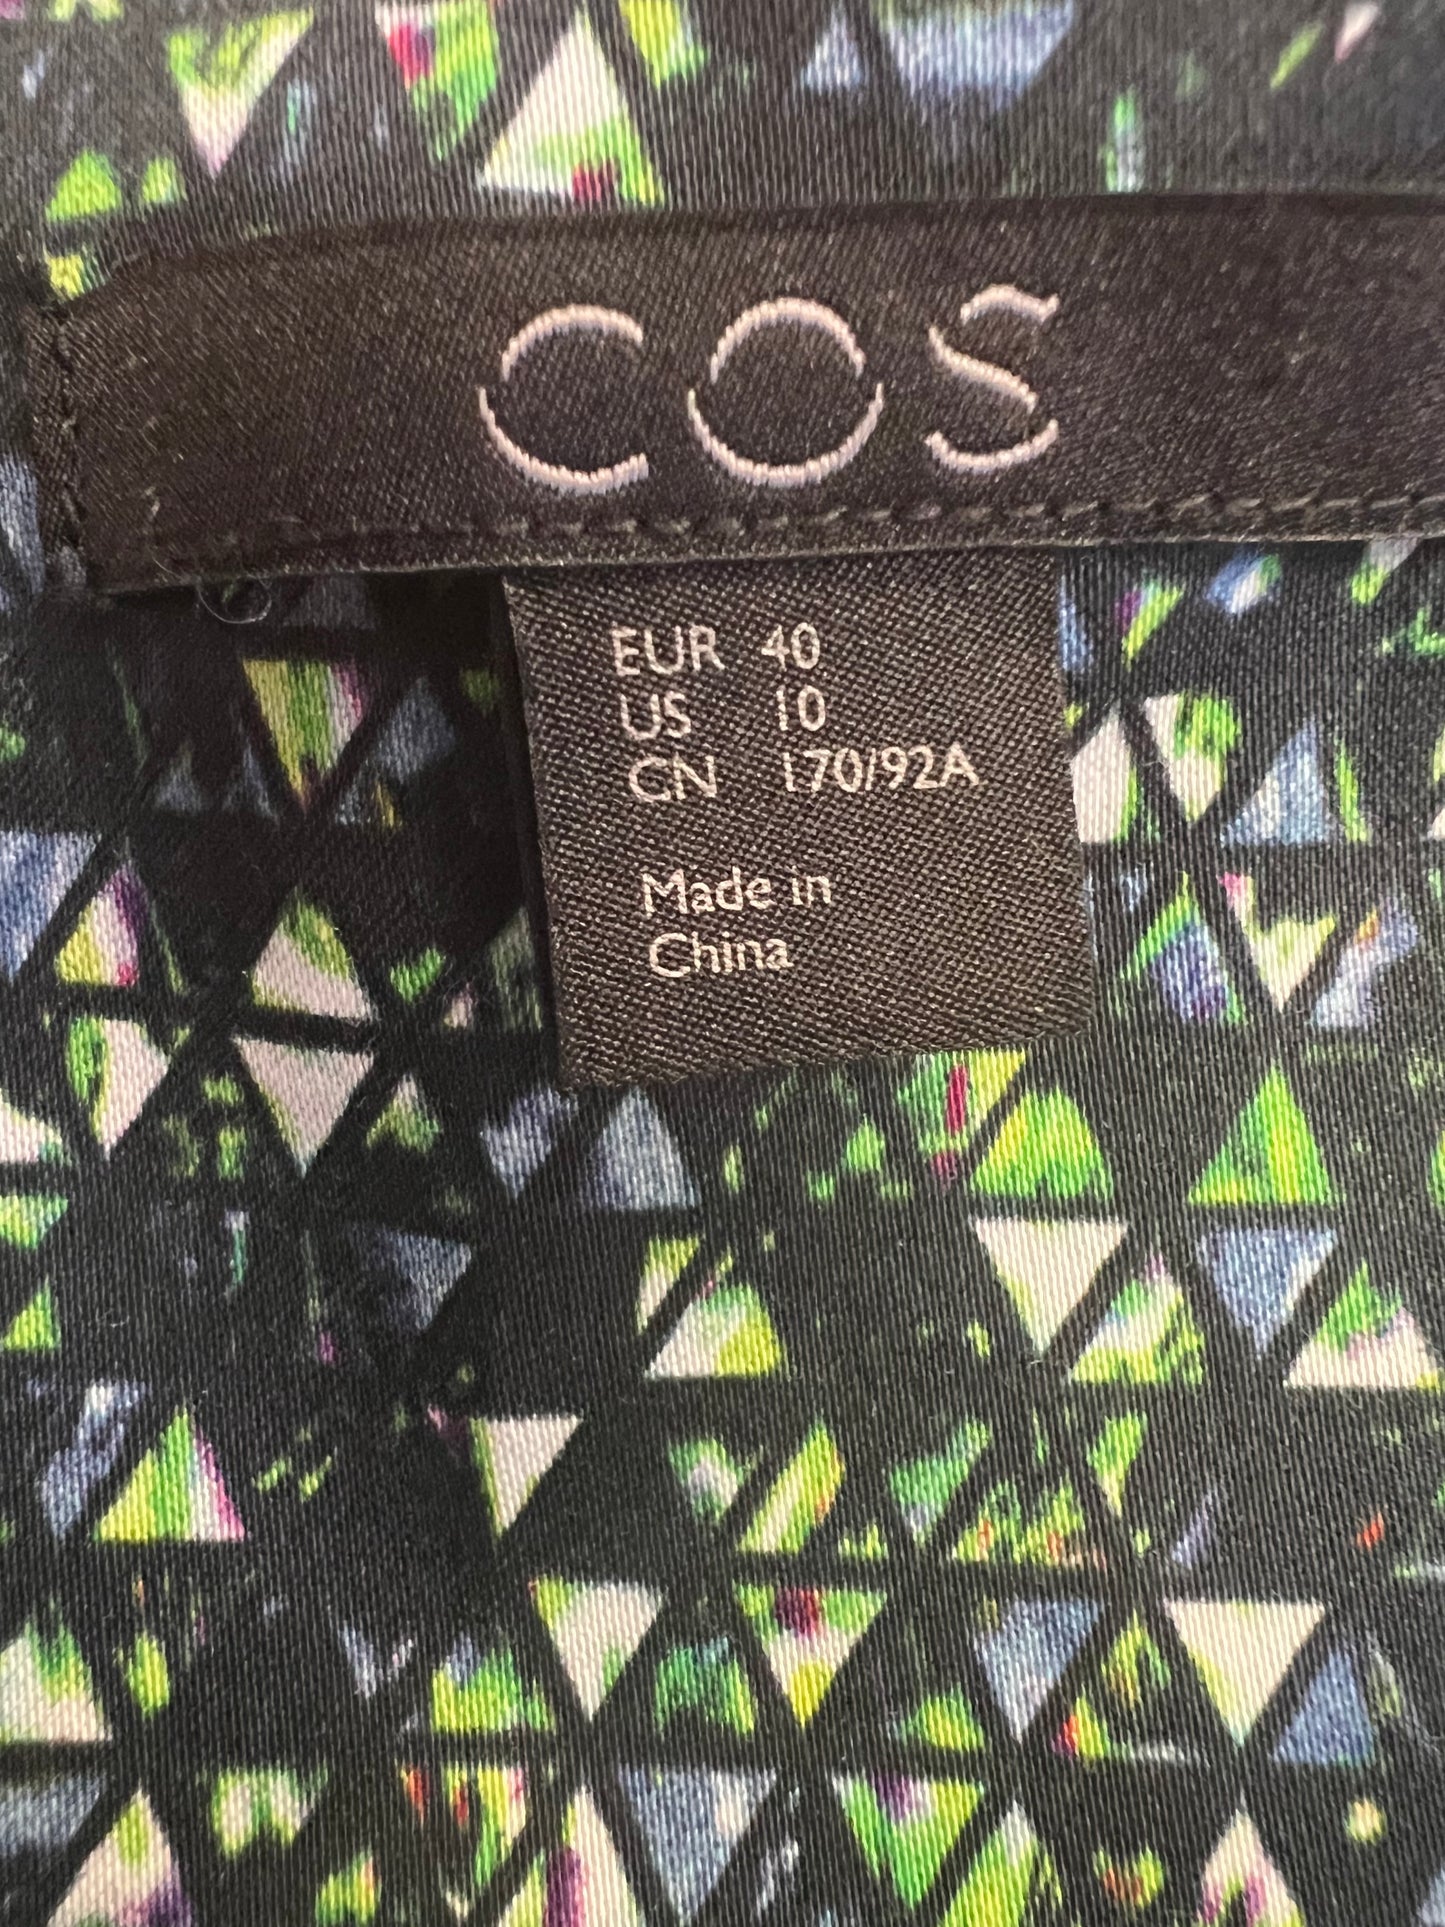 COS
EUR 40
US 10
CN 170/92A
Made in
China